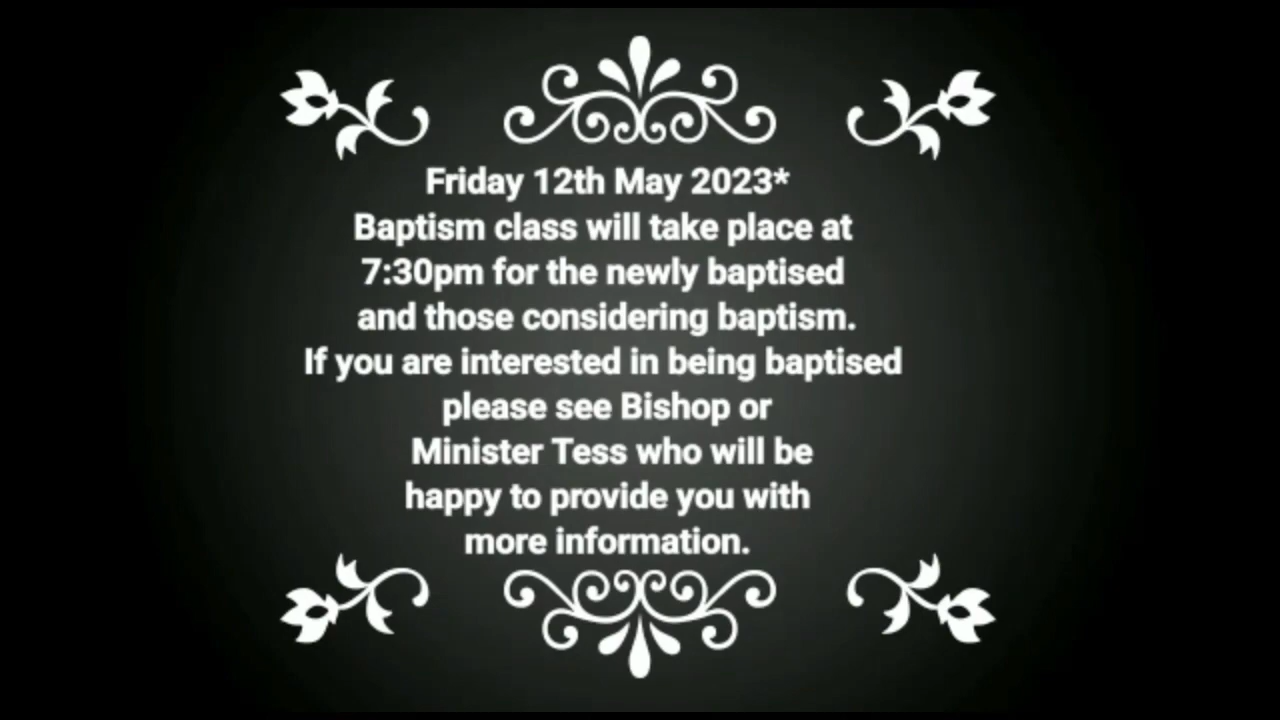 Friday 12th May 2023*
Baptism class will take place at
7:30pm for the newly baptised
and those considering baptism.
If you are interested in being baptised
please see Bishop or
Minister Tess who will be
happy to provide you with
more information.